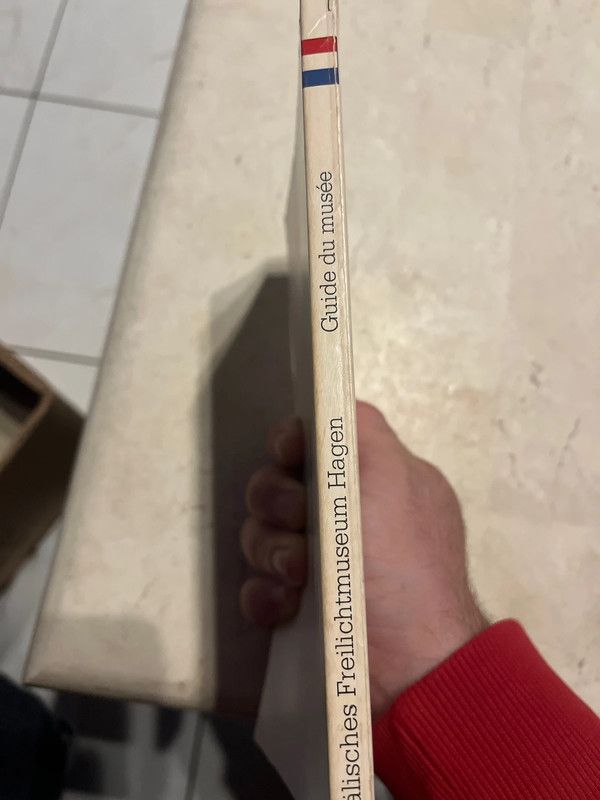 älisches Freilichtmuseum Hagen
Guide du musée